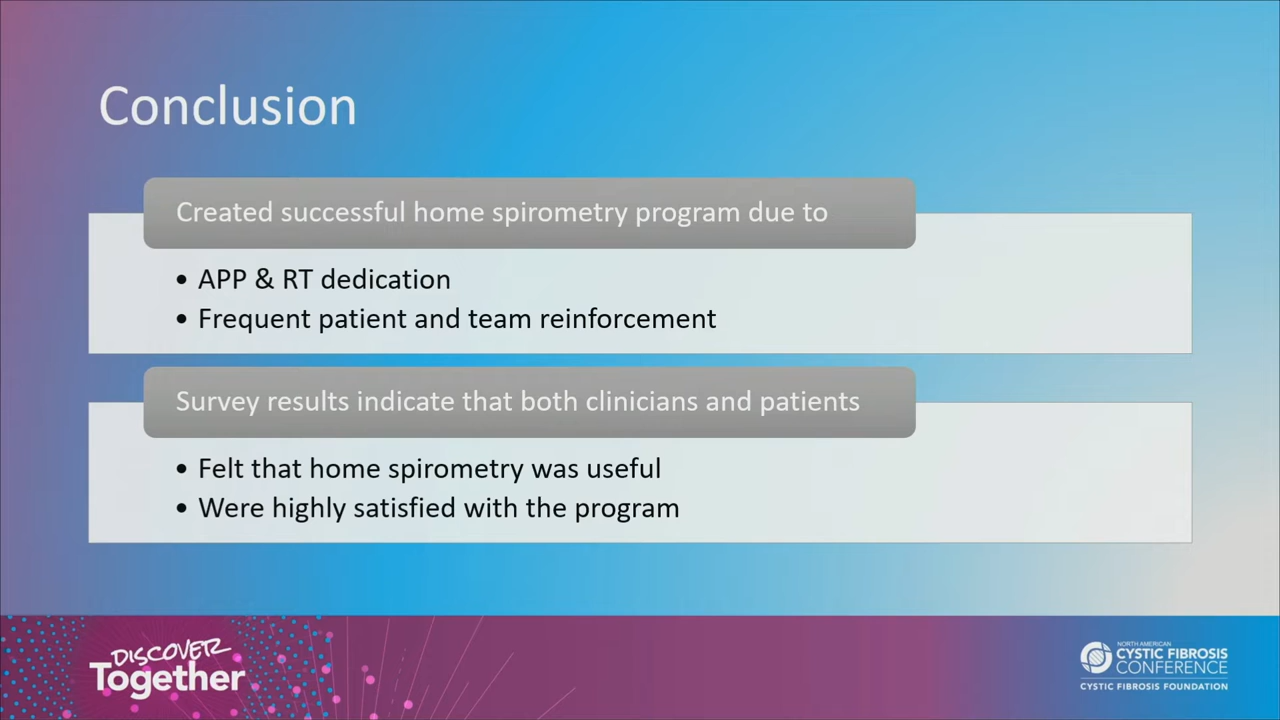 Conclusion
Created successful home spirometry program due to
• APP & RT dedication
• Frequent patient and team reinforcement
Survey results indicate that both clinicians and patients
• Felt that home spirometry was useful
• Were highly satisfied with the program
DISCOVER
Together
NORTH AMERICAN
CYSTIC FIBROSIS
CONFERENCE
CYSTIC FIBROSIS FOUNDATION